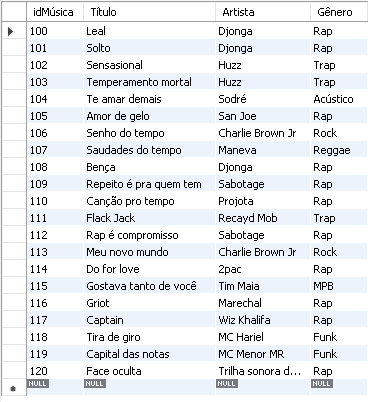 idMúsica Título Artista Gênero
100 Leal Djonga Rap
101 Solto Djonga Rap
102 Sensasional Huzz Trap
103 Temperamento mortal Huzz Trap
104 Te amar demais Sodré Acústico
105 Amor de gelo San Joe Rap
106 Senho do tempo Charlie Brown Jr Rock
107 Saudades do tempo Maneva Reggae
108 Bença Djonga Rap
109 Repeito é pra quem tem Sabotage Rap
110 Canção pro tempo Projota Rap
111 Flack Jack Recayd Mob Trap
112 Rap é compromisso Sabotage Rap
113 Meu novo mundo Charlie Brown Jr Rock
114 Do for love 2pac Rap
115 Gostava tanto de você Tim Maia MPB
116 Griot Marechal Rap
117 Captain Wiz Khalifa Rap
118 Tira de giro MC Hariel Funk
119 Capital das notas MC Menor MR Funk
120 Face oculta Trilha sonora d... Rap
NULL NULL NULL NULL